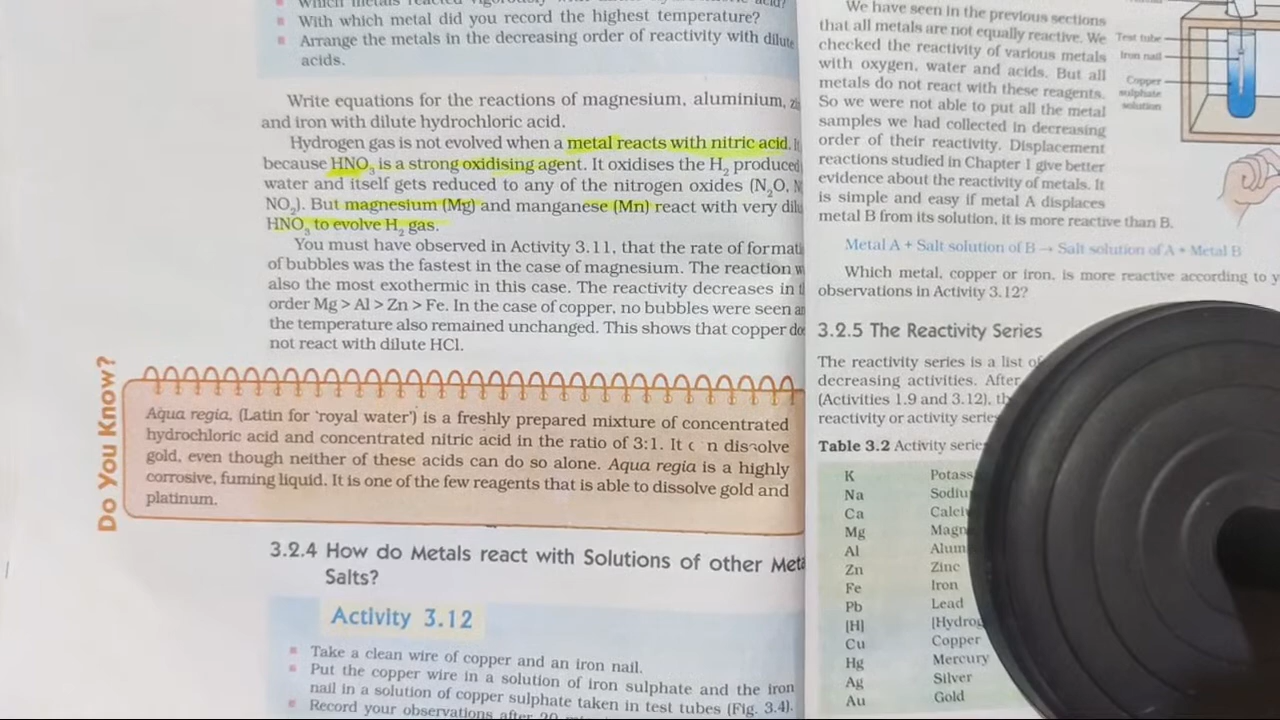 Which metals reacted vigorously with dilute hydrochloric acid?
With which metal did you record the highest temperature?
Arrange the metals in the decreasing order of reactivity with dilute
acids.
Write equations for the reactions of magnesium, aluminium,
and iron with dilute hydrochloric acid.
Hydrogen gas is not evolved when a metal reacts with nitric acid.
because HNO₃ is a strong oxidising agent. It oxidises the H₂ produced
water and itself gets reduced to any of the nitrogen oxides (N₂O,
NO₂). But magnesium (Mg) and manganese (Mn) react with very
HNO₃ to evolve H₂ gas.
You must have observed in Activity 3.11, that the rate of
of bubbles was the fastest in the case of magnesium. The reaction
also the most exothermic in this case. The reactivity decreases in
order Mg > Al > Zn > Fe. In the case of copper, no bubbles were seen
the temperature also remained unchanged. This shows that copper
not react with dilute HCl.
Do You Know?
Aqua regia, (Latin for 'royal water') is a freshly prepared mixture of concentrated
hydrochloric acid and concentrated nitric acid in the ratio of 3:1. It dissolve
gold, even though neither of these acids can do so alone. Aqua regia is a highly
corrosive, fuming liquid. It is one of the few reagents that is able to dissolve gold and
platinum.
3.2.4 How do Metals react with Solutions of other
Salts?
Activity 3.12
Take a clean wire of copper and an iron nail.
Put the copper wire in a solution of iron sulphate and the iron
nail in a solution of copper sulphate taken in test tubes (Fig. 3.4).
Record your observations after 20
We have seen in the previous sections
that all metals are not equally reactive. We
checked the reactivity of various metals
with oxygen, water and acids. But all
metals do not react with these reagents.
So we were not able to put all the metal
samples we had collected in decreasing
order of their reactivity. Displacement
reactions studied in Chapter 1 give better
evidence about the reactivity of metals. It
is simple and easy if metal A displaces
metal B from its solution, it is more reactive than B.
Test tube
Iron nail
Copper
sulphate
solution
Metal A + Salt solution of B → Salt solution of A + Metal B
Which metal, copper or iron, is more reactive according to
observations in Activity 3.12?
3.2.5 The Reactivity Series
The reactivity series is a list of
decreasing activities. After
(Activities 1.9 and 3.12),
reactivity or activity
Table 3.2 Activity
K
Na
Ca
Mg
Al
Zn Zinc
Fe Iron
Pb Lead
[H]
Cu Copper
Hg Mercury
Ag Silver
Au Gold